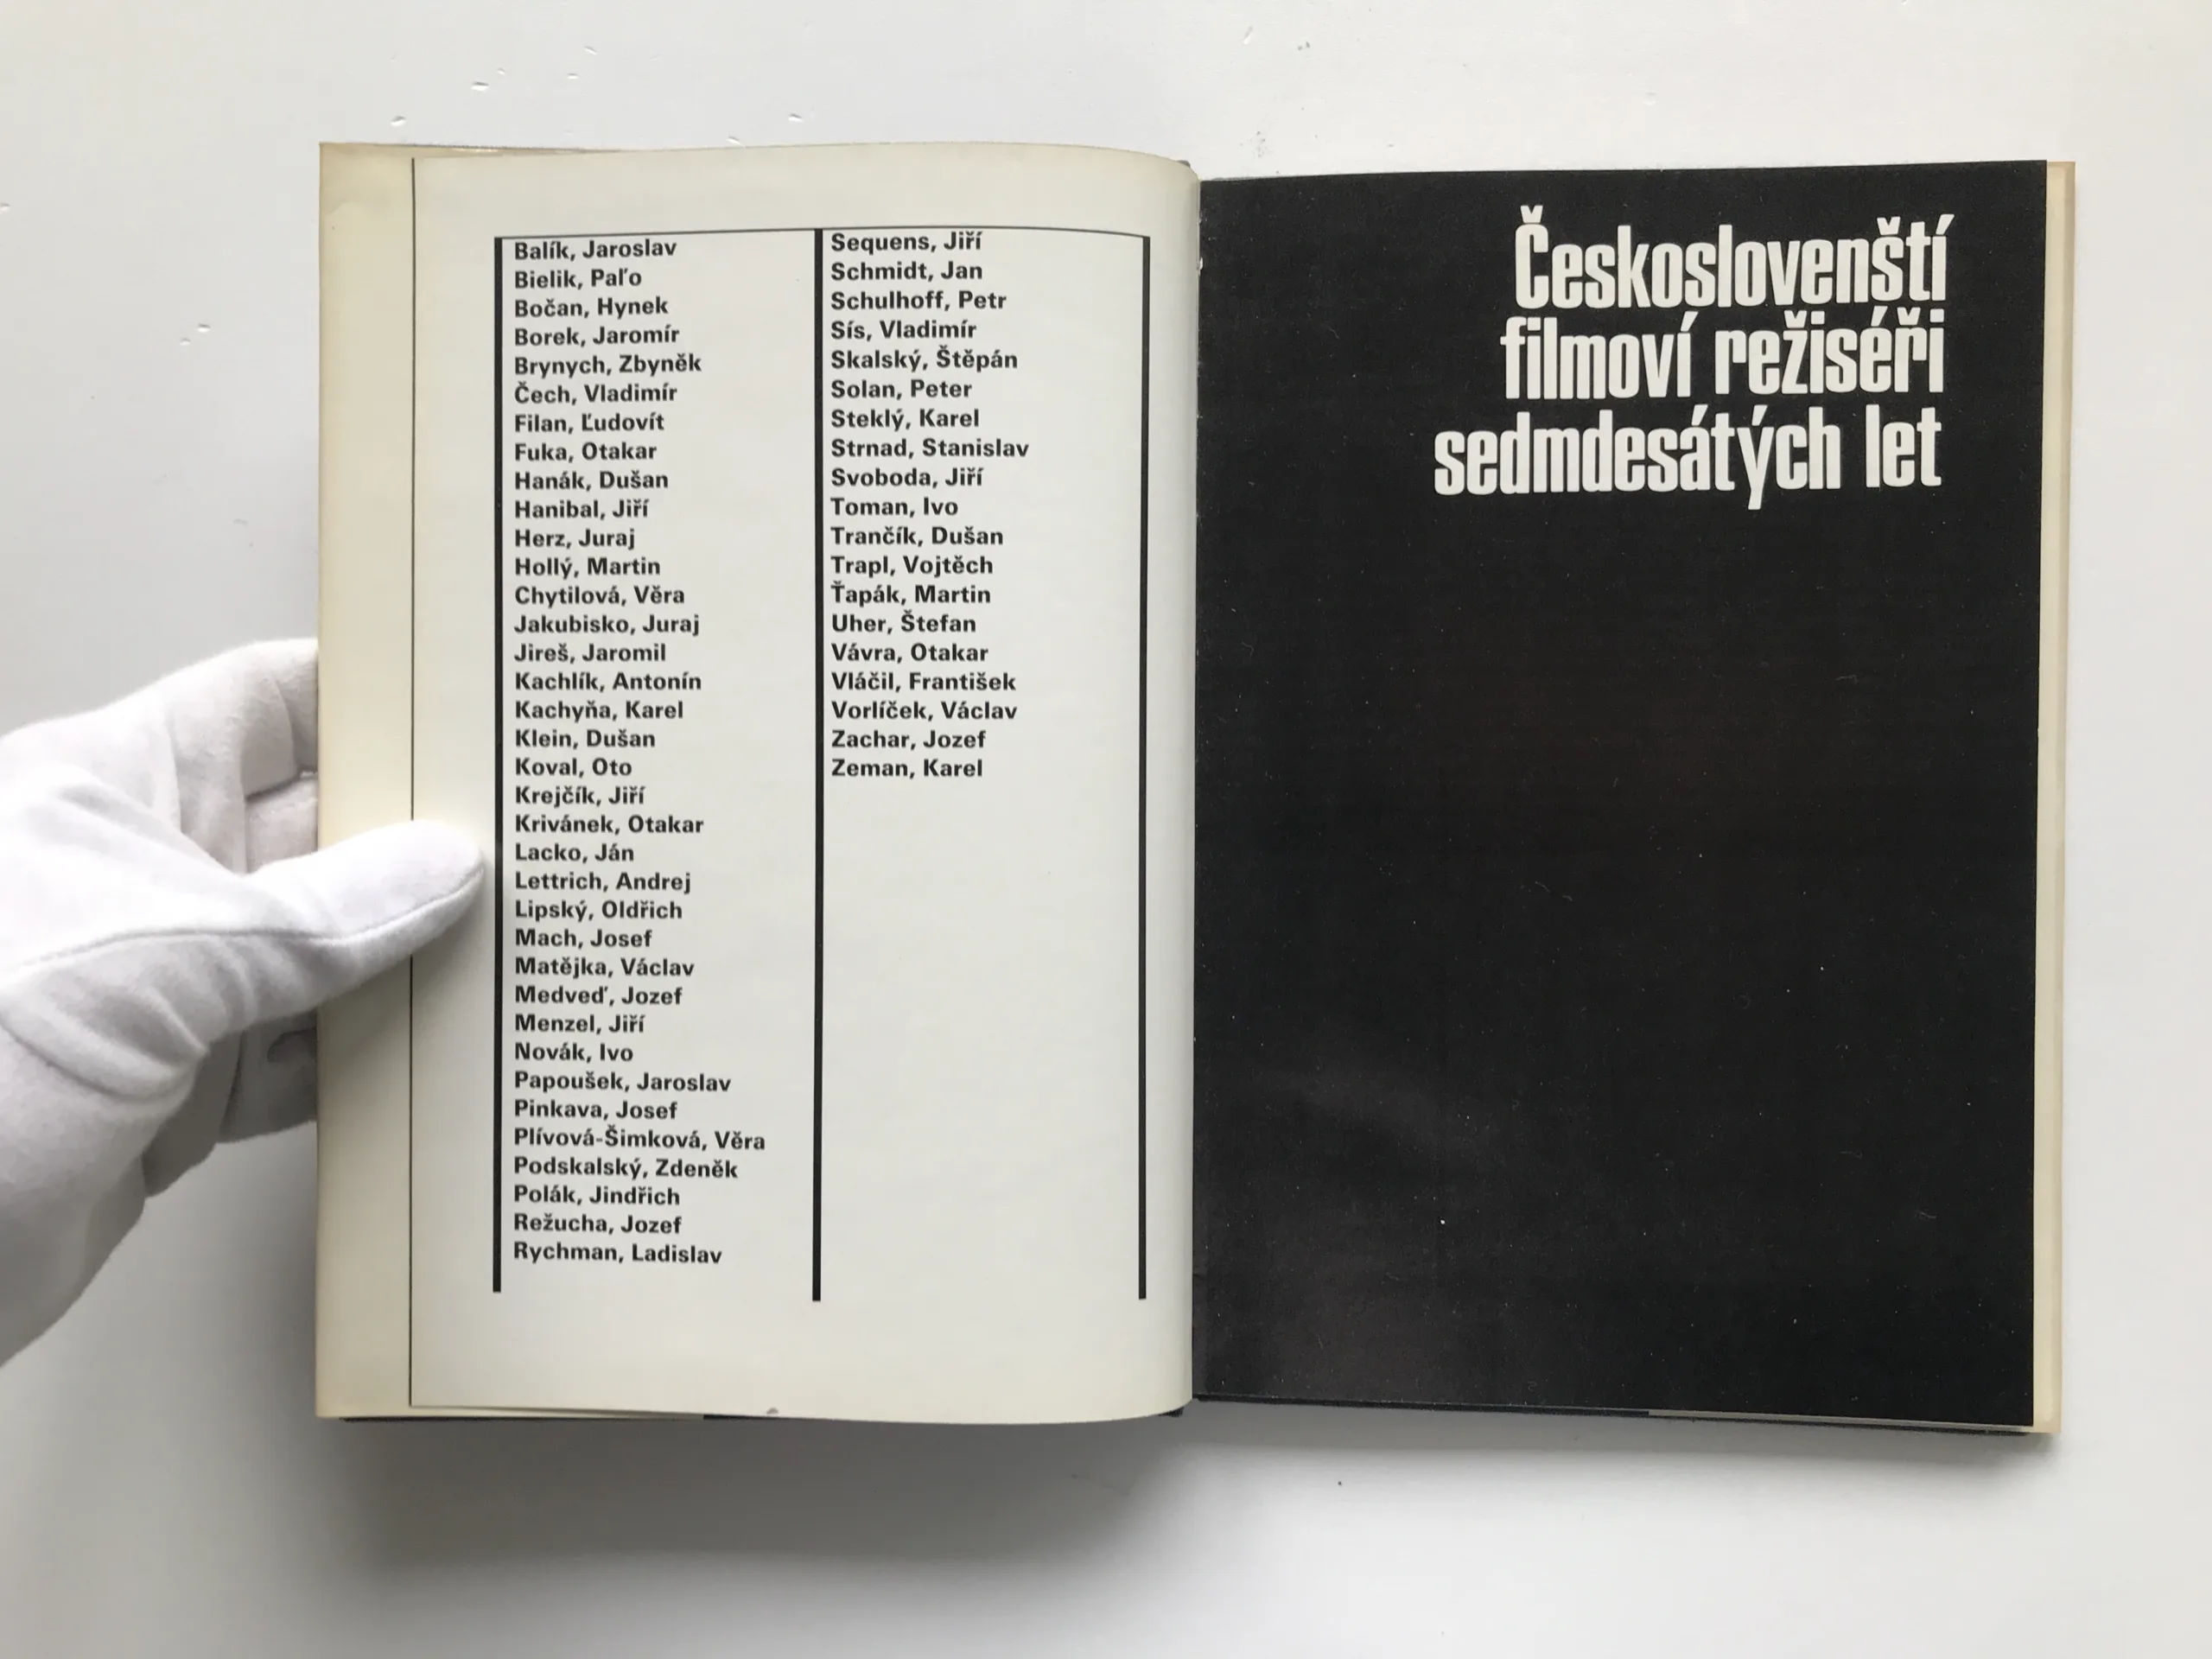 Balík, Jaroslav
Bielik, Paľo
Bočan, Hynek
Borek, Jaromír
Brynych, Zbyněk
Čech, Vladimír
Filan, Ľudovít
Fuka, Otakar
Hanák, Dušan
Hanibal, Jiří
Herz, Juraj
Hollý, Martin
Chytilová, Věra
Jakubisko, Juraj
Jireš, Jaromil
Kachlík, Antonín
Kachyňa, Karel
Klein, Dušan
Koval, Oto
Krejčík, Jiří
Krivánek, Otakar
Lacko, Ján
Lettrich, Andrej
Lipský, Oldřich
Mach, Josef
Matějka, Václav
Medveď, Jozef
Menzel, Jiří
Novák, Ivo
Papoušek, Jaroslav
Pinkava, Josef
Plívová-Šimková, Věra
Podskalský, Zdeněk
Polák, Jindřich
Režucha, Jozef
Rychman, Ladislav
Sequens, Jiří
Schmidt, Jan
Schulhoff, Petr
Sís, Vladimír
Skalský, Štěpán
Solan, Peter
Steklý, Karel
Strnad, Stanislav
Svoboda, Jiří
Toman, Ivo
Trančík, Dušan
Trapl, Vojtěch
Ťapák, Martin
Uher, Štefan
Vávra, Otakar
Vláčil, František
Vorlíček, Václav
Zachar, Jozef
Zeman, Karel
Českoslovenští
filmoví režiséři
sedmdesátých let